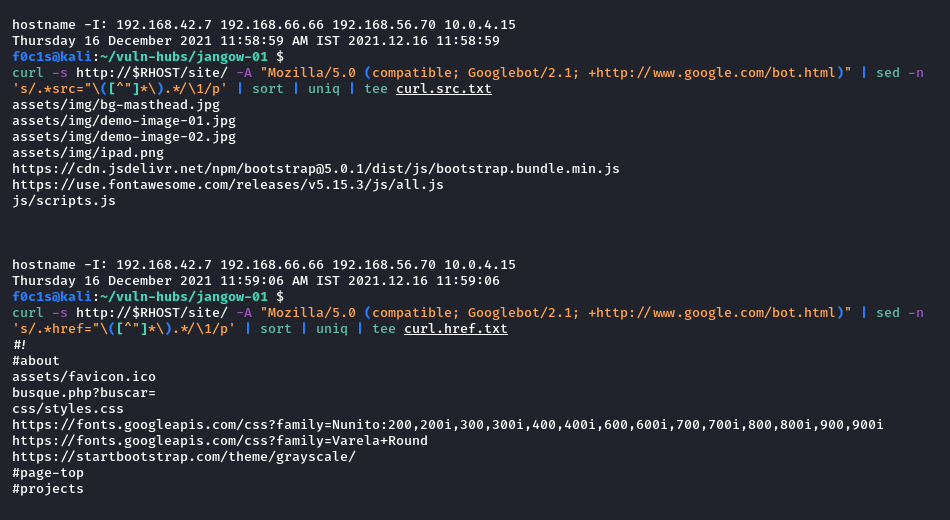 hostname -I: 192.168.42.7 192.168.66.66 192.168.56.70 10.0.4.15
Thursday 16 December 2021 11:58:59 AM IST 2021.12.16 11:58:59
f0c1s@kali:~/vuln-hubs/jangow-01 $
curl -s http://$RHOST/site/ -A "Mozilla/5.0 (compatible; Googlebot/2.1; +http://www.google.com/bot.html)" | sed -n
's/.*src="\([^"]*\).*/\1/p' | sort | uniq | tee curl.src.txt
assets/img/bg-masthead.jpg
assets/img/demo-image-01.jpg
assets/img/demo-image-02.jpg
assets/img/ipad.png
https://cdn.jsdelivr.net/npm/bootstrap@5.0.1/dist/js/bootstrap.bundle.min.js
https://use.fontawesome.com/releases/v5.15.3/js/all.js
js/scripts.js
hostname -I: 192.168.42.7 192.168.66.66 192.168.56.70 10.0.4.15
Thursday 16 December 2021 11:59:06 AM IST 2021.12.16 11:59:06
f0c1s@kali:~/vuln-hubs/jangow-01 $
curl -s http://$RHOST/site/ -A "Mozilla/5.0 (compatible; Googlebot/2.1; +http://www.google.com/bot.html)" | sed -n
's/.*href="\([^"]*\).*/\1/p' | sort | uniq | tee curl.href.txt
#!
#about
assets/favicon.ico
busque.php?buscar=
css/styles.css
https://fonts.googleapis.com/css?family=Nunito:200,200i,300,300i,400,400i,600,600i,700,700i,800,800i,900,900i
https://fonts.googleapis.com/css?family=Varela+Round
https://startbootstrap.com/theme/grayscale/
#page-top
#projects